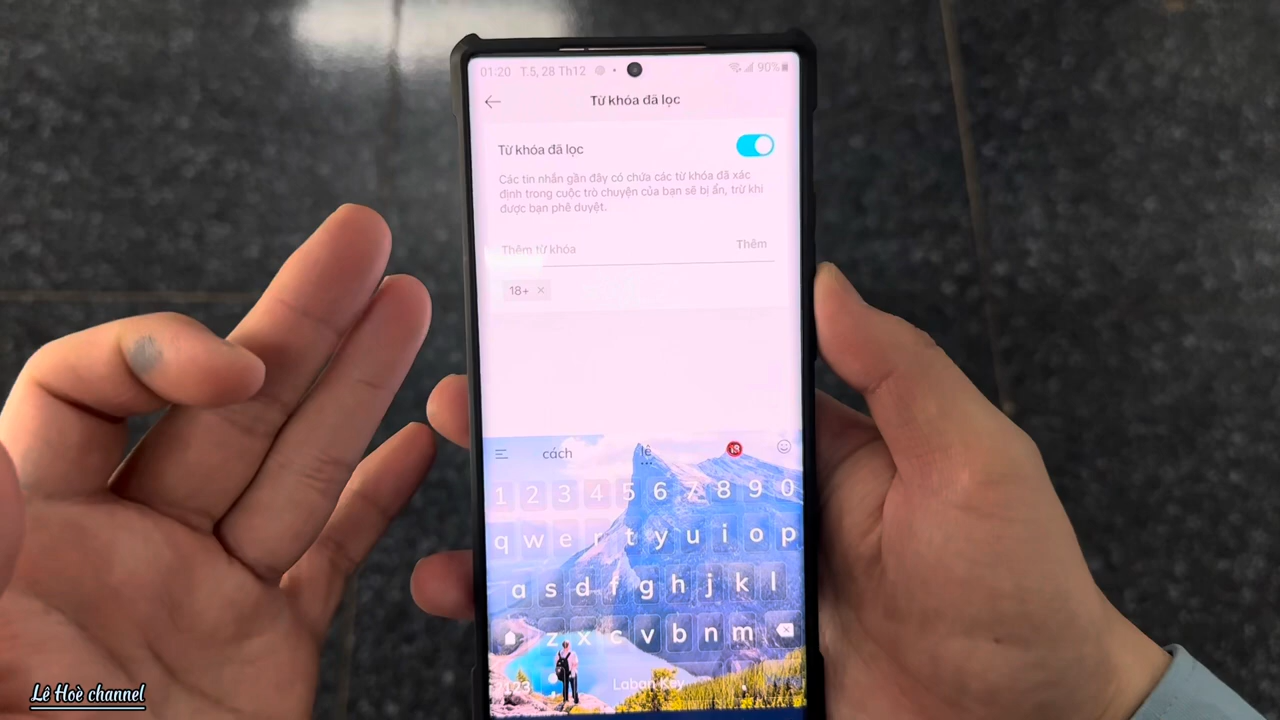 01:20 T.5, 28 Th12 90%
Từ khóa đã lọc
Từ khóa đã lọc
Các tin nhắn gần đây có chứa các từ khóa đã xác
định trong cuộc trò chuyện của bạn sẽ bị ẩn, trừ khi
được bạn phê duyệt.
Thêm từ khóa Thêm
18+ ×
cách lê 18
1 2 3 4 5 6 7 8 9 0
q w e r t y u i o p
a s d f g h j k l
z x c v b n m
?123 , Laban Key .
Lê Hoè channel